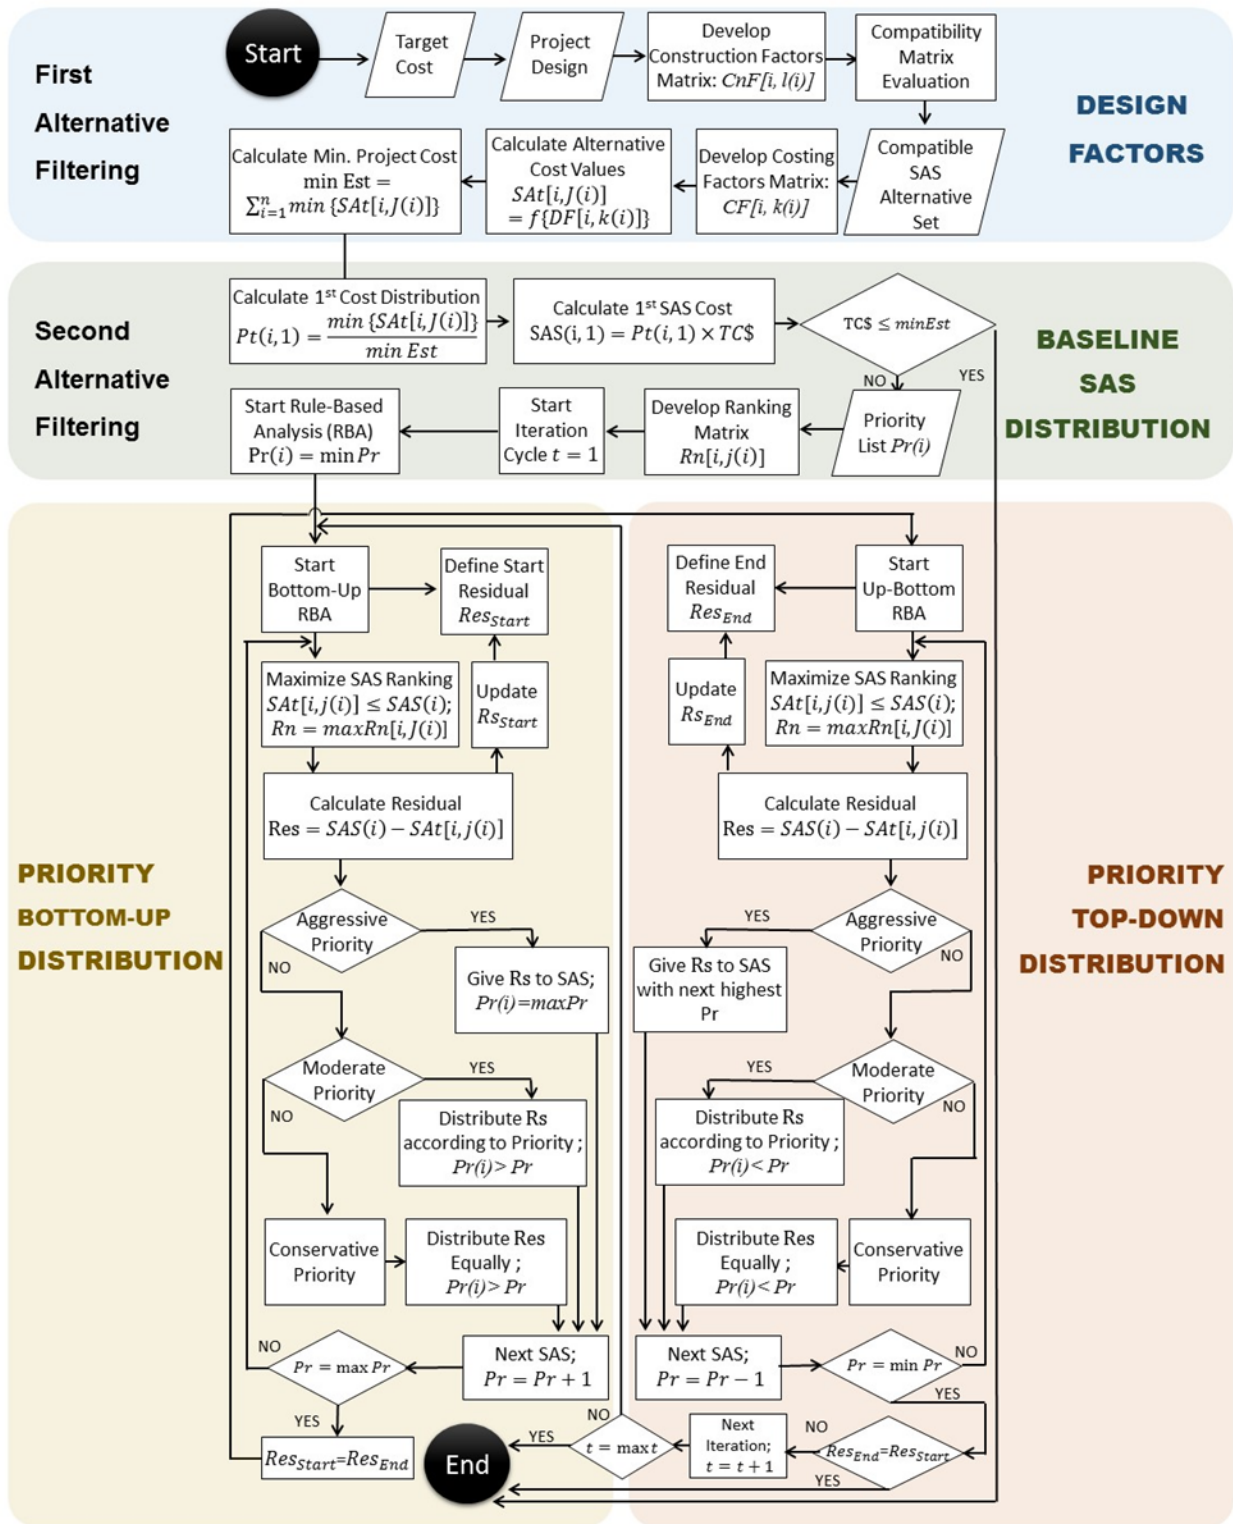 First
Alternative
Filtering
Start
Target
Cost
Project
Design
Develop
Construction Factors
Matrix: CnF[i, l(i)]
Compatibility
Matrix
Evaluation
DESIGN
FACTORS
Calculate Min. Project Cost
min Est =
∑ⁿᵢ₌₁ min {SAt[i,J(i)]}
Calculate Alternative
Cost Values
SAt[i,J(i)]
= f{DF[i,k(i)]}
Develop Costing
Factors Matrix:
CF[i, k(i)]
Compatible
SAS
Alternative
Set
Second
Alternative
Filtering
Calculate 1st Cost Distribution
Pt(i,1) = min {SAt[i,J(i)]} / min Est
Calculate 1st SAS Cost
SAS(i,1) = Pt(i,1) × TC$
TC$ ≤ minEst
NO
YES
BASELINE
SAS
DISTRIBUTION
Start Rule-Based
Analysis (RBA)
Pr(i) = min Pr
Start
Iteration
Cycle t = 1
Develop Ranking
Matrix
Rn[i,j(i)]
Priority
List Pr(i)
PRIORITY
BOTTOM-UP
DISTRIBUTION
Start
Bottom-Up
RBA
Define Start
Residual
Res_Start
Maximize SAS Ranking
SAt[i,j(i)] ≤ SAS(i);
Rn = maxRn[i,J(i)]
Update
Rs_Start
Calculate Residual
Res = SAS(i) − SAt[i,j(i)]
Aggressive
Priority
YES
NO
Give Rs to SAS;
Pr(i)=maxPr
Moderate
Priority
YES
NO
Distribute Rs
according to Priority ;
Pr(i)> Pr
Conservative
Priority
Distribute Res
Equally ;
Pr(i)> Pr
NO
Pr = max Pr
Next SAS;
Pr = Pr + 1
YES
Res_Start=Res_End
End
PRIORITY
TOP-DOWN
DISTRIBUTION
Define End
Residual
Res_End
Start
Up-Bottom
RBA
Update
Rs_End
Maximize SAS Ranking
SAt[i,j(i)] ≤ SAS(i);
Rn = maxRn[i,J(i)]
Calculate Residual
Res = SAS(i) − SAt[i,j(i)]
YES
Aggressive
Priority
NO
Give Rs to SAS
with next highest
Pr
YES
Moderate
Priority
NO
Distribute Rs
according to Priority ;
Pr(i)< Pr
Distribute Res
Equally ;
Pr(i)< Pr
Conservative
Priority
Next SAS;
Pr = Pr − 1
Pr = min Pr
NO
YES
NO
YES
t = max t
Next
Iteration;
t = t + 1
NO
Res_End=Res_Start
YES